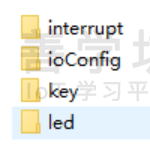 interrupt
ioConfig
key
led